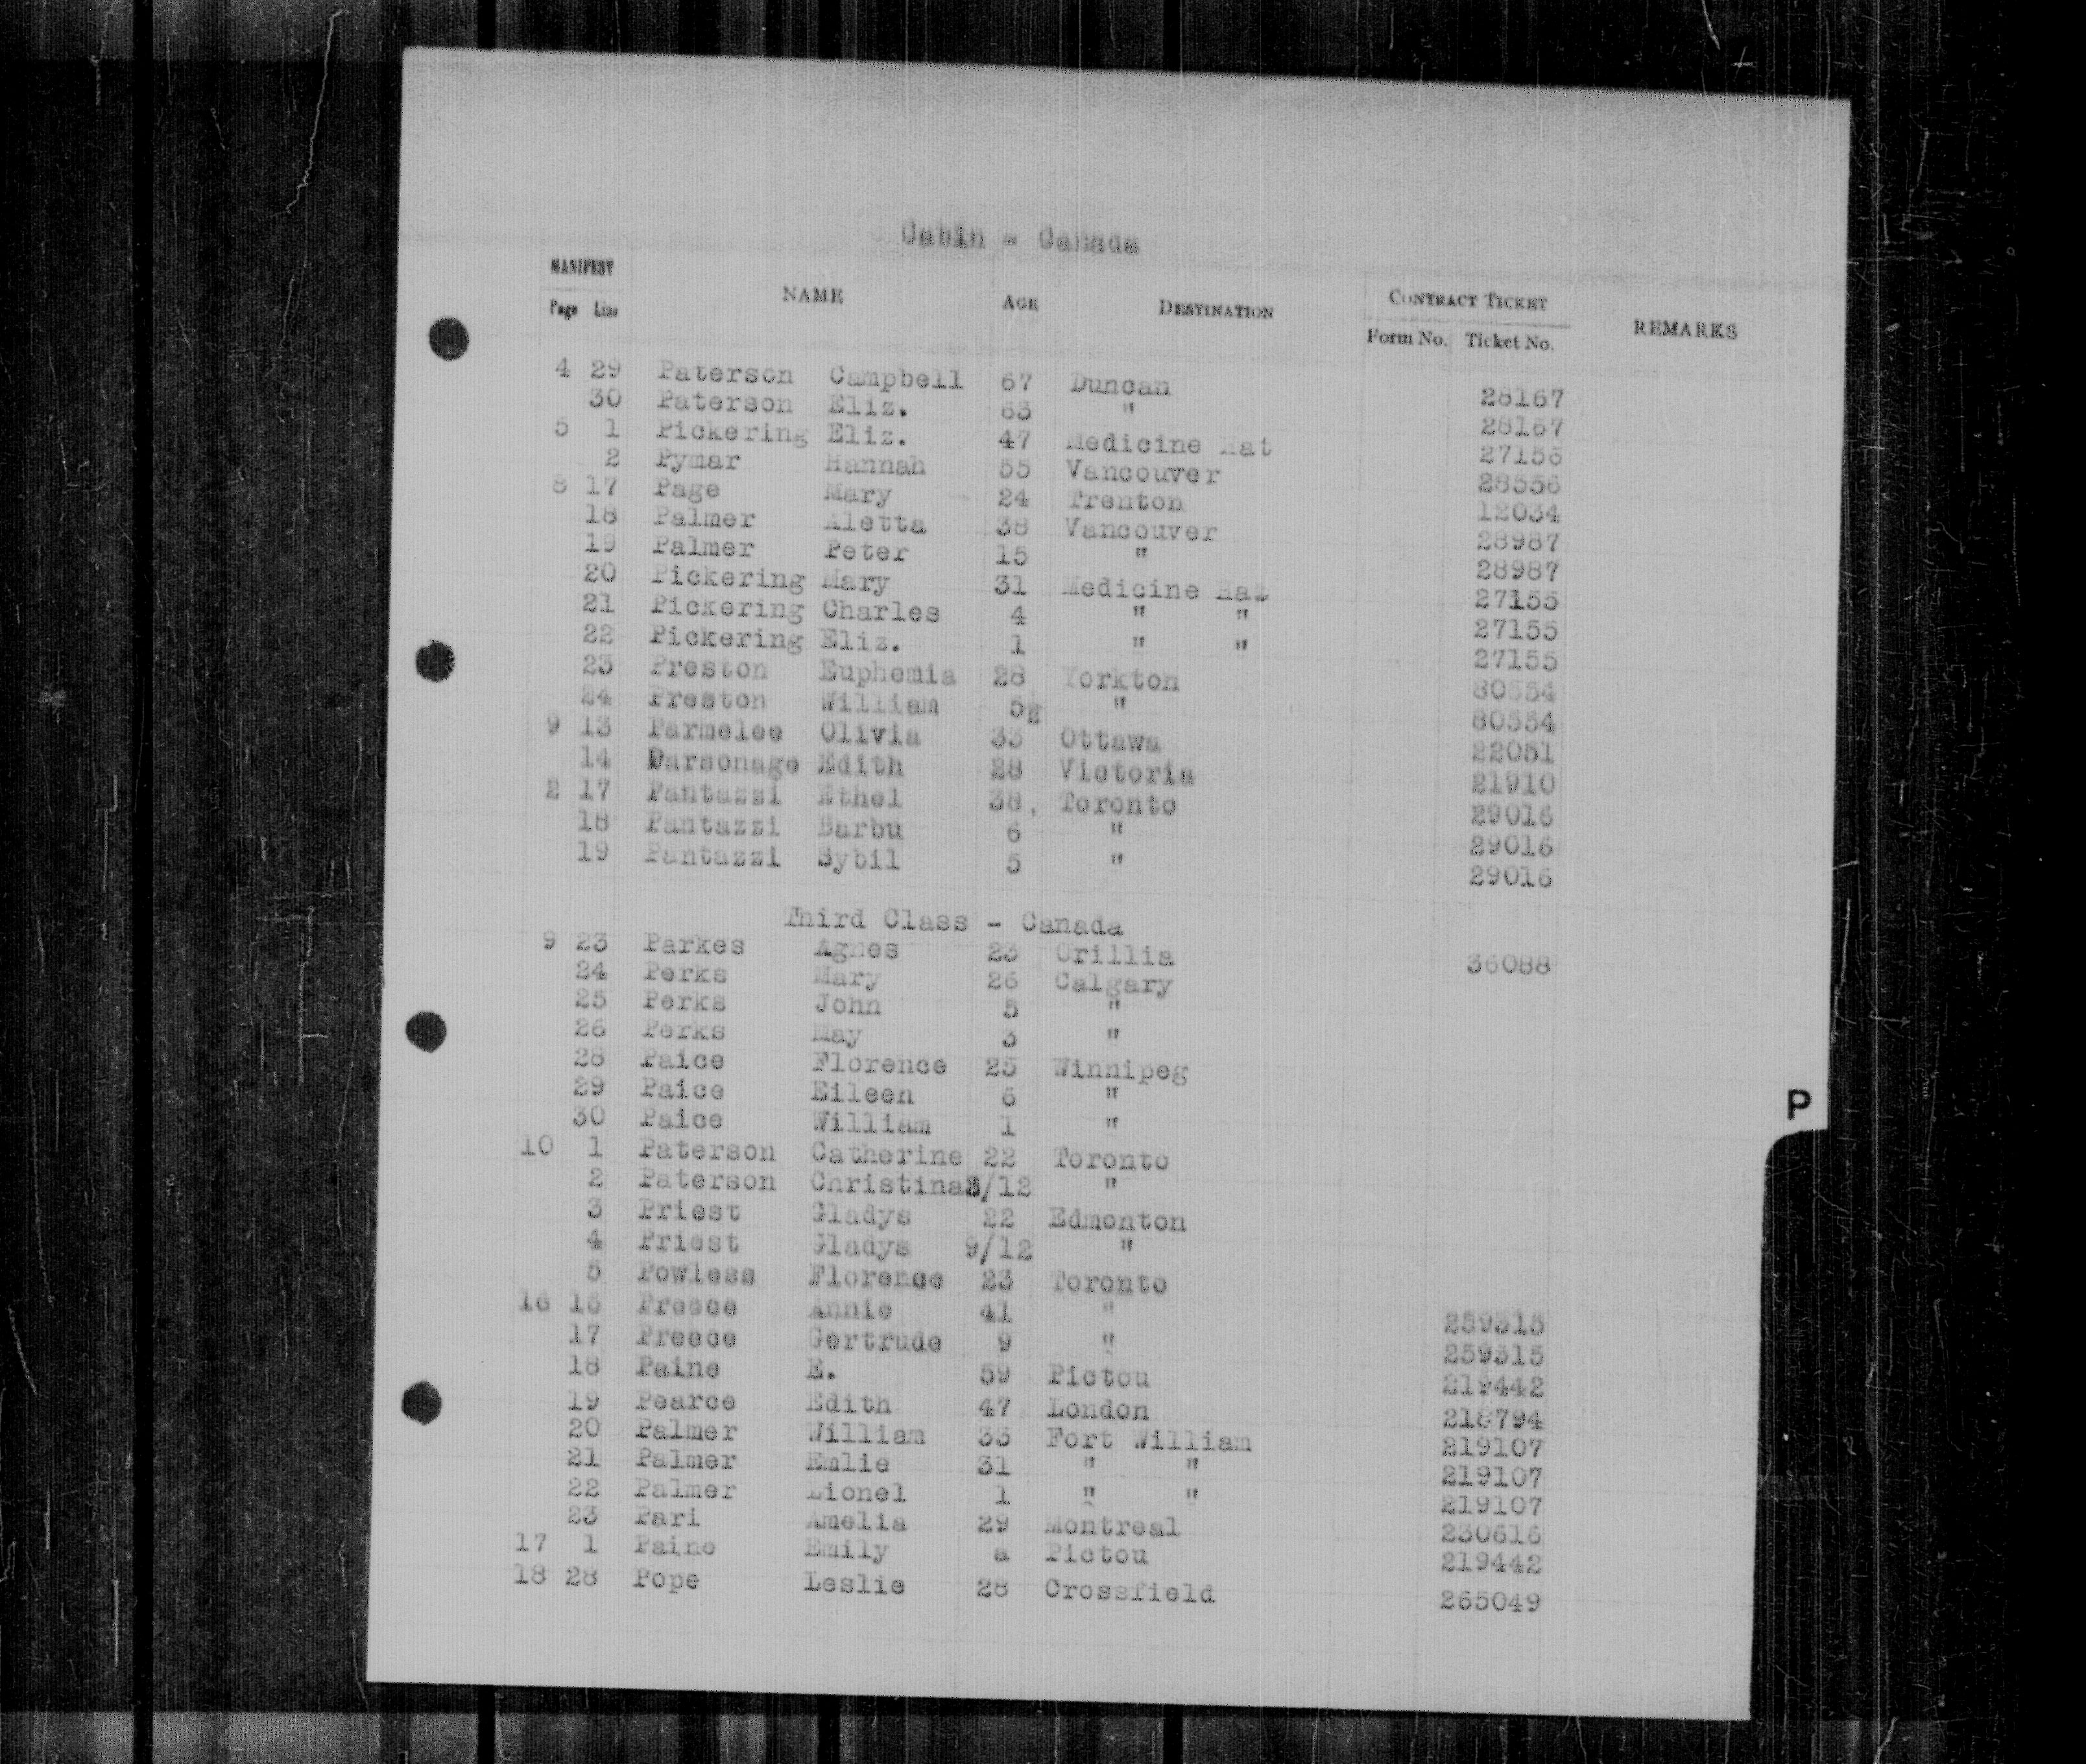 Cabin - Canada
MANIFEST
Page Line NAME AGE DESTINATION CONTRACT TICKET Form No. Ticket No. REMARKS
4 29 Paterson Campbell 67 Duncan 28167
30 Paterson Eliz. 63 " 28167
5 1 Pickering Eliz. 47 Medicine Hat 27155
2 Pymar Hannah 55 Vancouver 28556
8 17 Page Mary 24 Trenton 12034
18 Palmer Aletta 38 Vancouver 28987
19 Palmer Peter 15 " 28987
20 Pickering Mary 31 Medicine Hat 27155
21 Pickering Charles 4 " " 27155
22 Pickering Eliz. 1 " " 27155
23 Preston Euphemia 28 Yorkton 80554
24 Preston William 5½ " 80554
9 13 Parmelee Olivia 33 Ottawa 22051
14 Parsonage Edith 28 Victoria 21910
2 17 Pantazzi Ethel 38, Toronto 29016
18 Pantazzi Barbu 6 " 29016
19 Pantazzi Sybil 5 " 29016
Third Class - Canada
9 23 Parkes Agnes 23 Orillia 36088
24 Perks Mary 26 Calgary
25 Perks John 5 "
26 Perks May 3 "
28 Paice Florence 25 Winnipeg
29 Paice Eileen 6 "
30 Paice William 1 "
10 1 Paterson Catherine 22 Toronto
2 Paterson Christina 3/12 "
3 Priest Gladys 22 Edmonton
4 Priest Gladys 9/12 "
5 Powless Florence 23 Toronto
16 16 Preece Annie 41 " 259315
17 Preece Gertrude 9 " 259315
18 Paine E. 59 Pictou 219442
19 Pearce Edith 47 London 218794
20 Palmer William 33 Fort William 219107
21 Palmer Emlie 31 " " 219107
22 Palmer Lionel 1 " " 219107
23 Pari Amelia 29 Montreal 230616
17 1 Paine Emily a Pictou 219442
18 28 Pope Leslie 28 Crossfield 265049
P